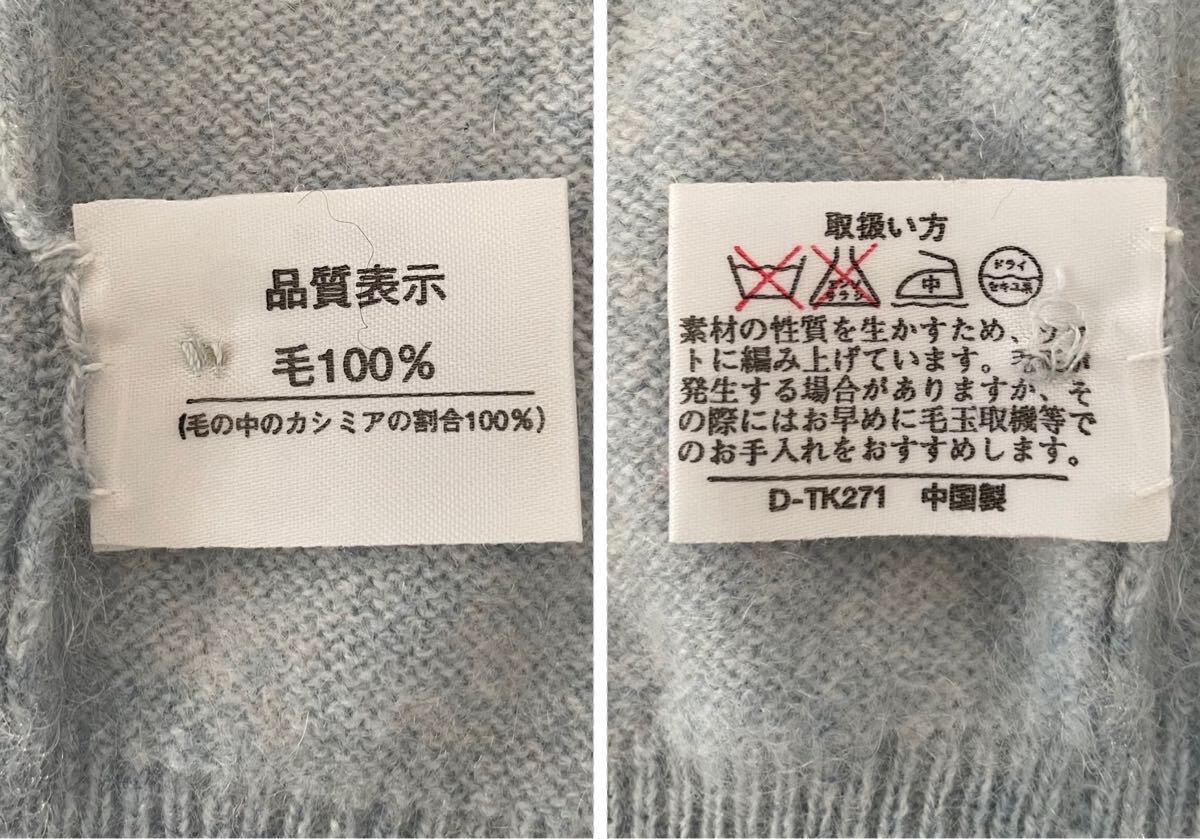 品質表示
毛100%
(毛の中のカシミアの割合100%)
取扱い方
中
ドライ
セキユ系
素材の性質を生かすため、
トに編み上げています。
発生する場合がありますが、そ
の際にはお早めに毛玉取機等で
のお手入れをおすすめします。
D-TK271 中国製